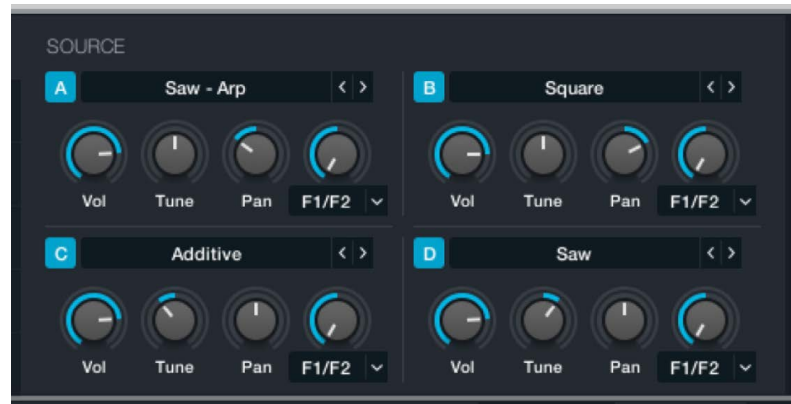 SOURCE
A Saw - Arp < >
Vol Tune Pan F1/F2
B Square < >
Vol Tune Pan F1/F2
C Additive < >
Vol Tune Pan F1/F2
D Saw < >
Vol Tune Pan F1/F2